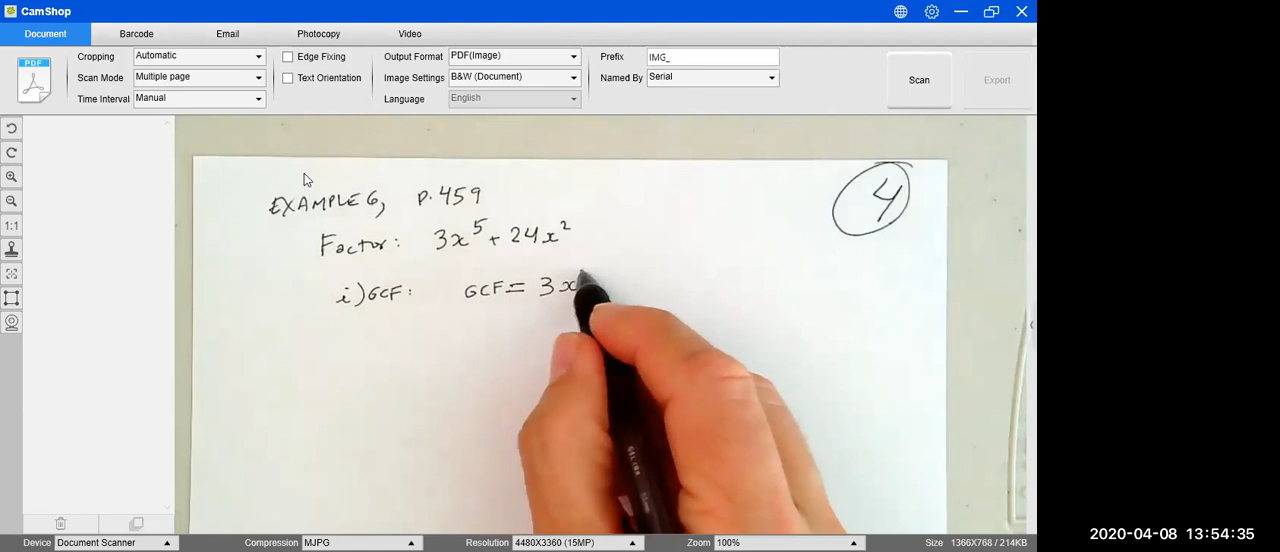 CamShop
Document Barcode Email Photocopy Video
Cropping Automatic Edge Fixing Output Format PDF(Image) Prefix IMG_
PDF Scan Mode Multiple page Text Orientation Image Settings B&W (Document) Named By Serial Scan Export
Time Interval Manual Language English
1:1
EXAMPLE 6, P. 459
4
Factor: 3x⁵ + 24x²
i) GCF: GCF = 3x
Device Document Scanner Compression MJPG Resolution 4480X3360 (15MP) Zoom 100% Size 1366X768 / 214KB
2020-04-08 13:54:35